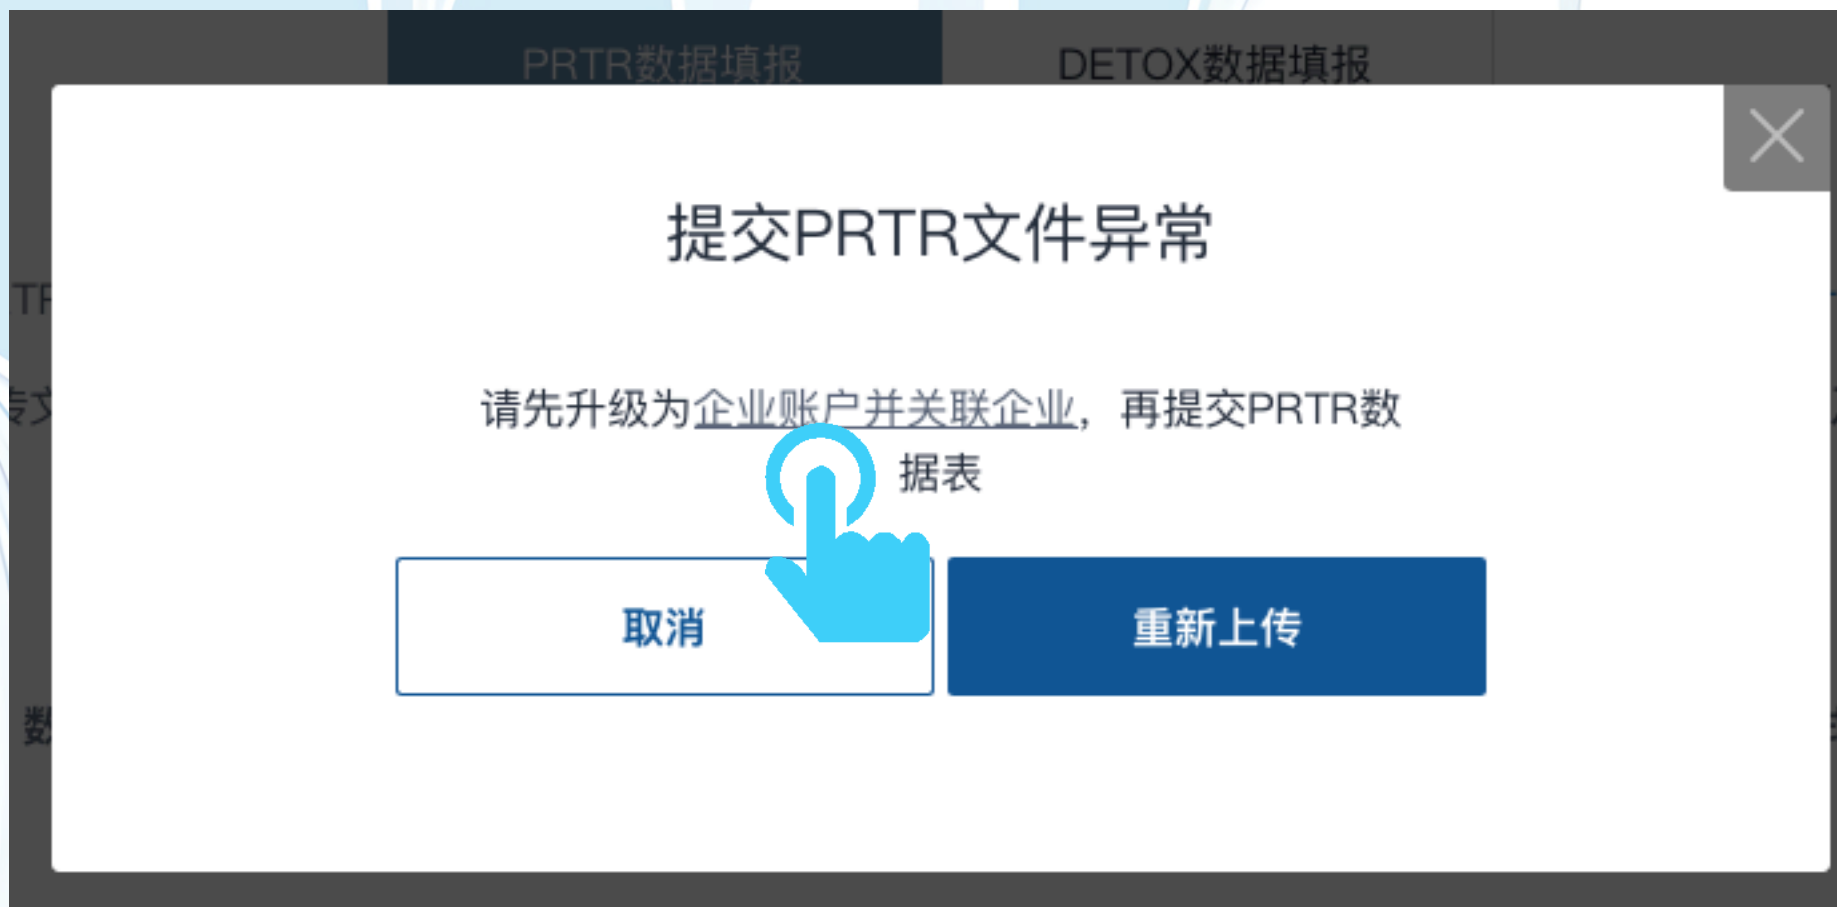 PRTR数据填报
DETOX数据填报
提交PRTR文件异常
请先升级为企业账户并关联企业，再提交PRTR数
据表
取消
重新上传
数